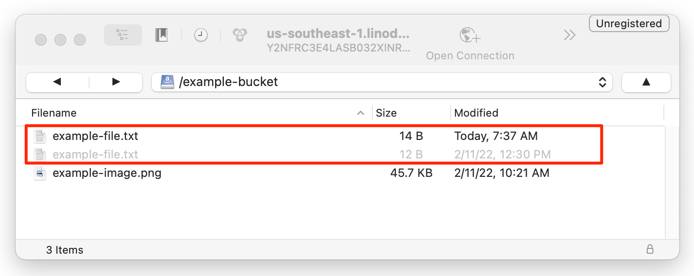 us-southeast-1.linod...
Y2NFRC3E4LASB032XINR...
Open Connection
Unregistered
/example-bucket
Filename Size Modified
example-file.txt 14 B Today, 7:37 AM
example-file.txt 12 B 2/11/22, 12:30 PM
example-image.png 45.7 KB 2/11/22, 10:21 AM
3 Items